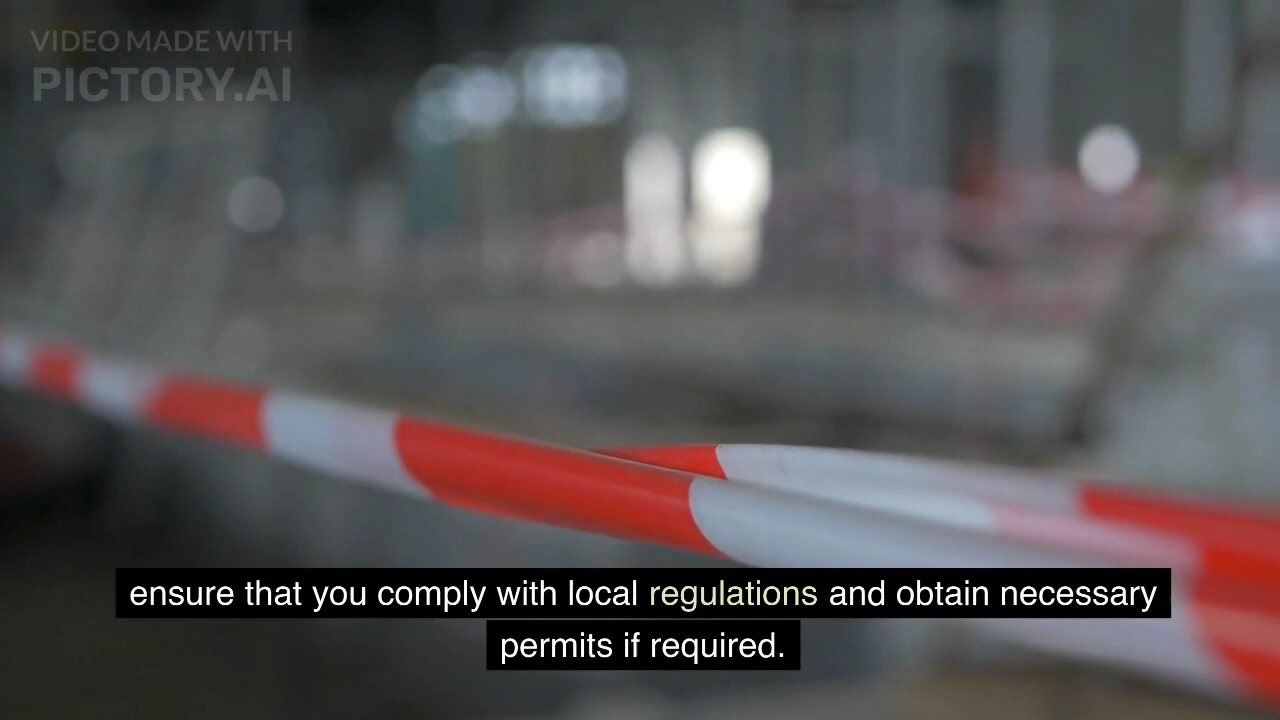 VIDEO MADE WITH
PICTORY.AI
ensure that you comply with local regulations and obtain necessary
permits if required.